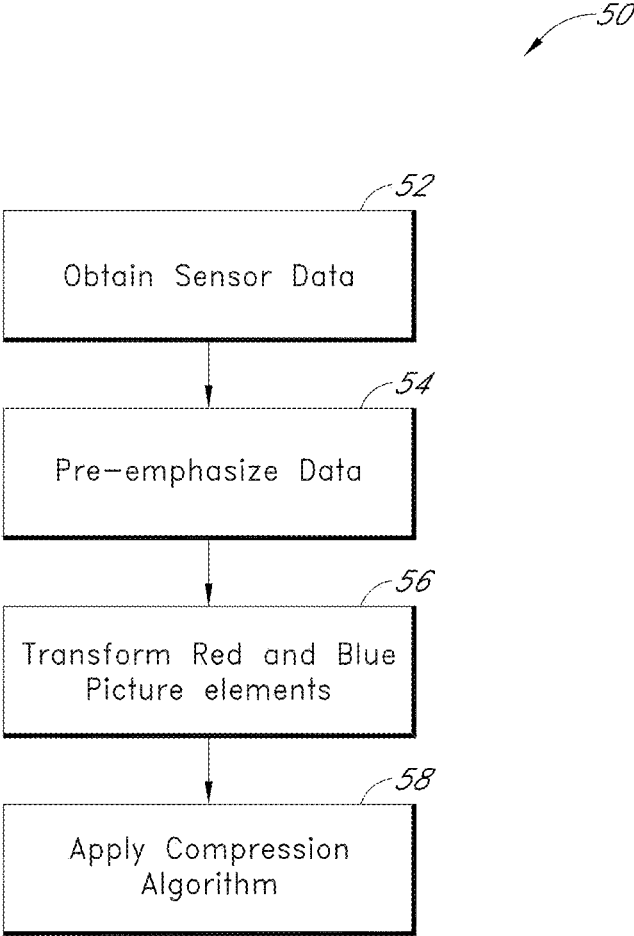 50
52
Obtain Sensor Data
54
Pre-emphasize Data
56
Transform Red and Blue
Picture elements
58
Apply Compression
Algorithm